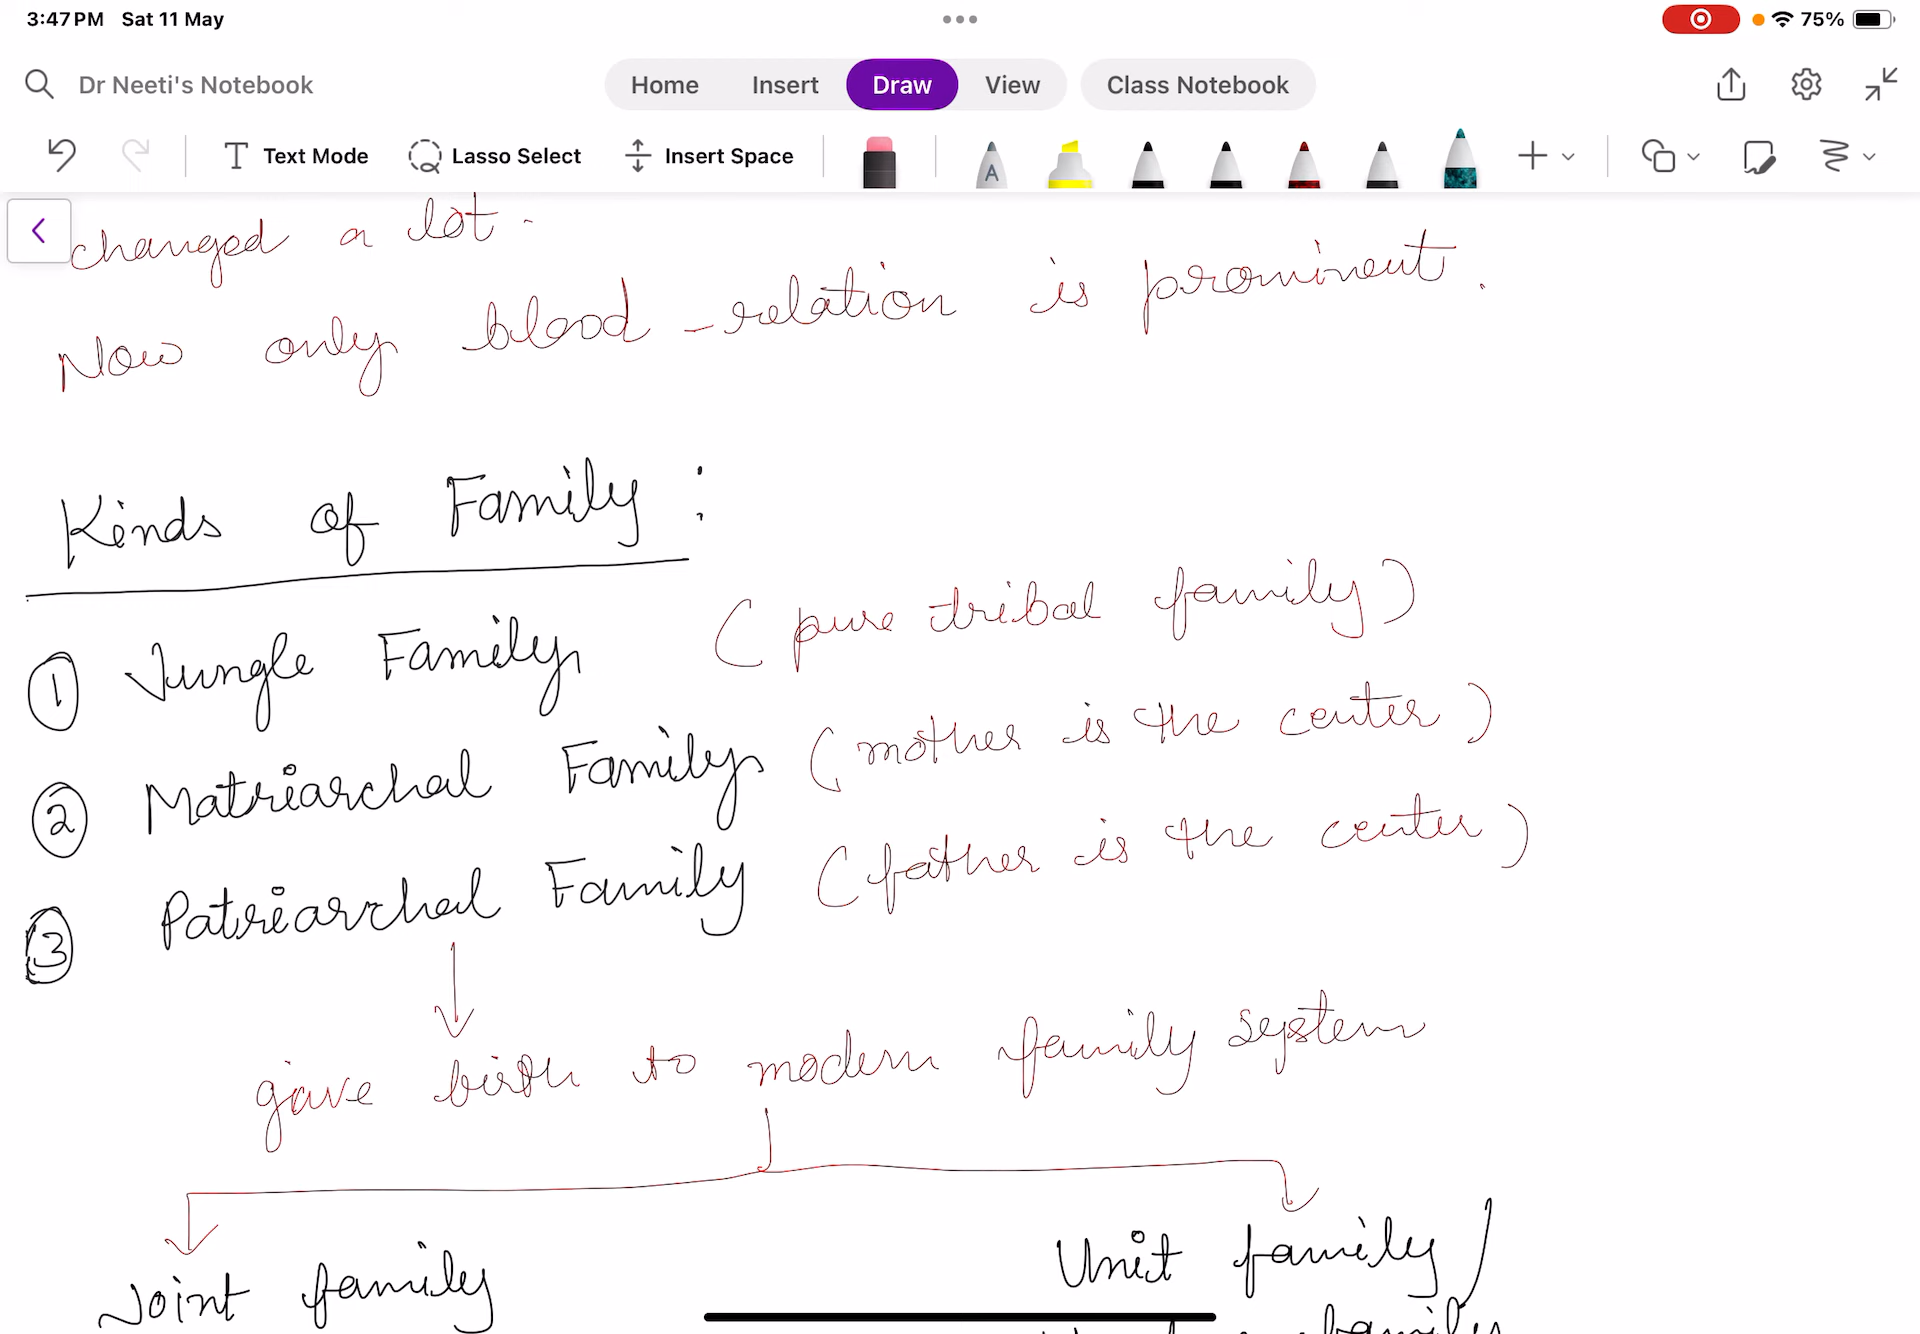 3:47 PM Sat 11 May
75%
Dr Neeti's Notebook
Home Insert Draw View Class Notebook
Text Mode Lasso Select Insert Space
A
changed a lot.
Now only blood-relation is prominent.
Kinds of Family :
① Jungle Family (pure tribal family)
② Matriarchal Family (mother is the center)
③ Patriarchal Family (father is the center)
gave birth to modern family system
Joint family
Unit family /
family